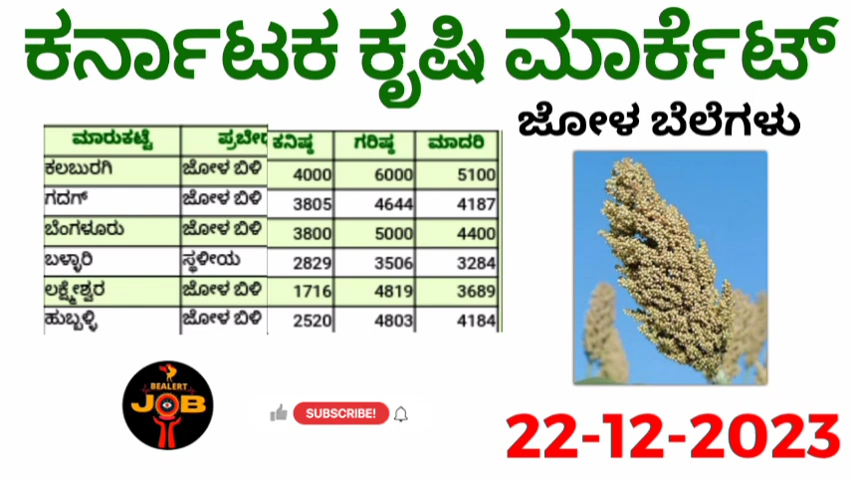 ಕರ್ನಾಟಕ ಕೃಷಿ ಮಾರ್ಕೆಟ್
ಜೋಳ ಬೆಲೆಗಳು
ಮಾರುಕಟ್ಟೆ ಪ್ರಬೇಧ ಕನಿಷ್ಠ ಗರಿಷ್ಠ ಮಾದರಿ
ಕಲಬುರಗಿ ಜೋಳ ಬಿಳಿ 4000 6000 5100
ಗದಗ್ ಜೋಳ ಬಿಳಿ 3805 4644 4187
ಬೆಂಗಳೂರು ಜೋಳ ಬಿಳಿ 3800 5000 4400
ಬಳ್ಳಾರಿ ಸ್ಥಳೀಯ 2829 3506 3284
ಲಕ್ಷ್ಮೇಶ್ವರ ಜೋಳ ಬಿಳಿ 1716 4819 3689
ಹುಬ್ಬಳ್ಳಿ ಜೋಳ ಬಿಳಿ 2520 4803 4184
BEALERT
JOB
SUBSCRIBE!
22-12-2023